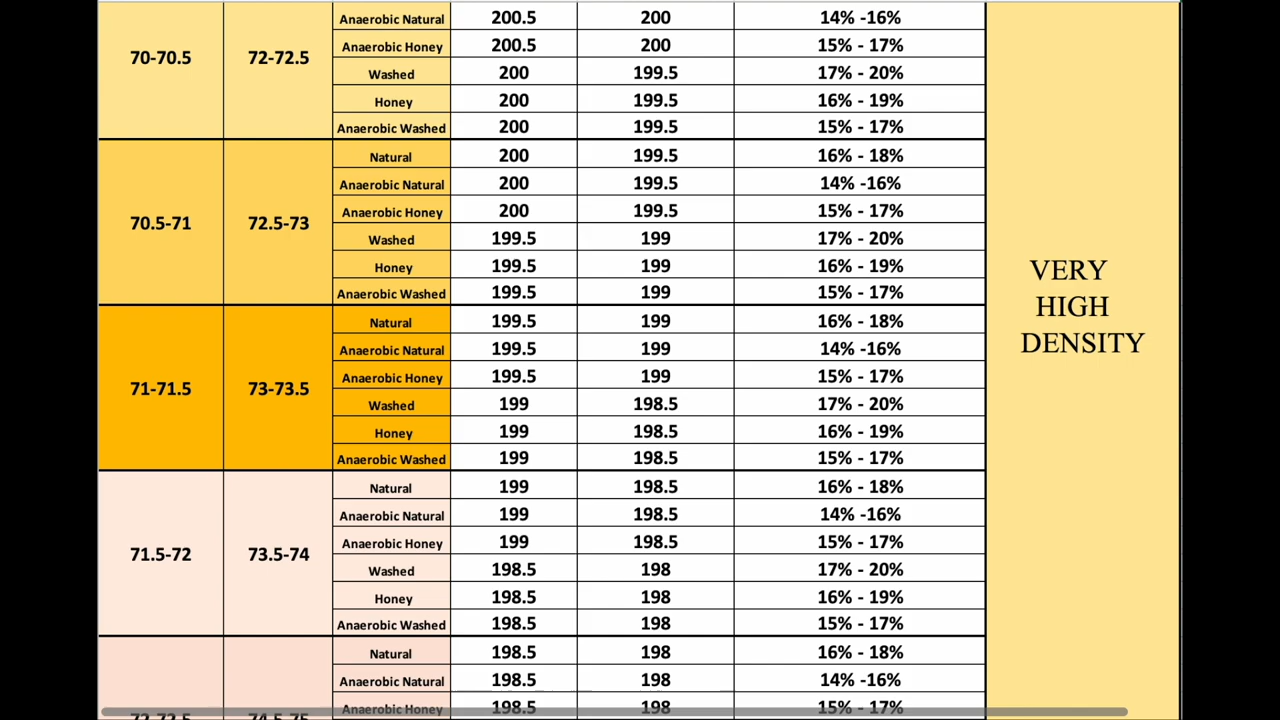 Anaerobic Natural 200.5 200 14% -16%
70-70.5 72-72.5 Anaerobic Honey 200.5 200 15% - 17%
Washed 200 199.5 17% - 20%
Honey 200 199.5 16% - 19%
Anaerobic Washed 200 199.5 15% - 17%
Natural 200 199.5 16% - 18%
Anaerobic Natural 200 199.5 14% -16%
70.5-71 72.5-73 Anaerobic Honey 200 199.5 15% - 17%
Washed 199.5 199 17% - 20%
Honey 199.5 199 16% - 19%
Anaerobic Washed 199.5 199 15% - 17%
VERY
HIGH
DENSITY
Natural 199.5 199 16% - 18%
Anaerobic Natural 199.5 199 14% -16%
71-71.5 73-73.5 Anaerobic Honey 199.5 199 15% - 17%
Washed 199 198.5 17% - 20%
Honey 199 198.5 16% - 19%
Anaerobic Washed 199 198.5 15% - 17%
Natural 199 198.5 16% - 18%
Anaerobic Natural 199 198.5 14% -16%
71.5-72 73.5-74 Anaerobic Honey 199 198.5 15% - 17%
Washed 198.5 198 17% - 20%
Honey 198.5 198 16% - 19%
Anaerobic Washed 198.5 198 15% - 17%
Natural 198.5 198 16% - 18%
Anaerobic Natural 198.5 198 14% -16%
72-72.5 74.5-75 Anaerobic Honey 198.5 198 15% - 17%